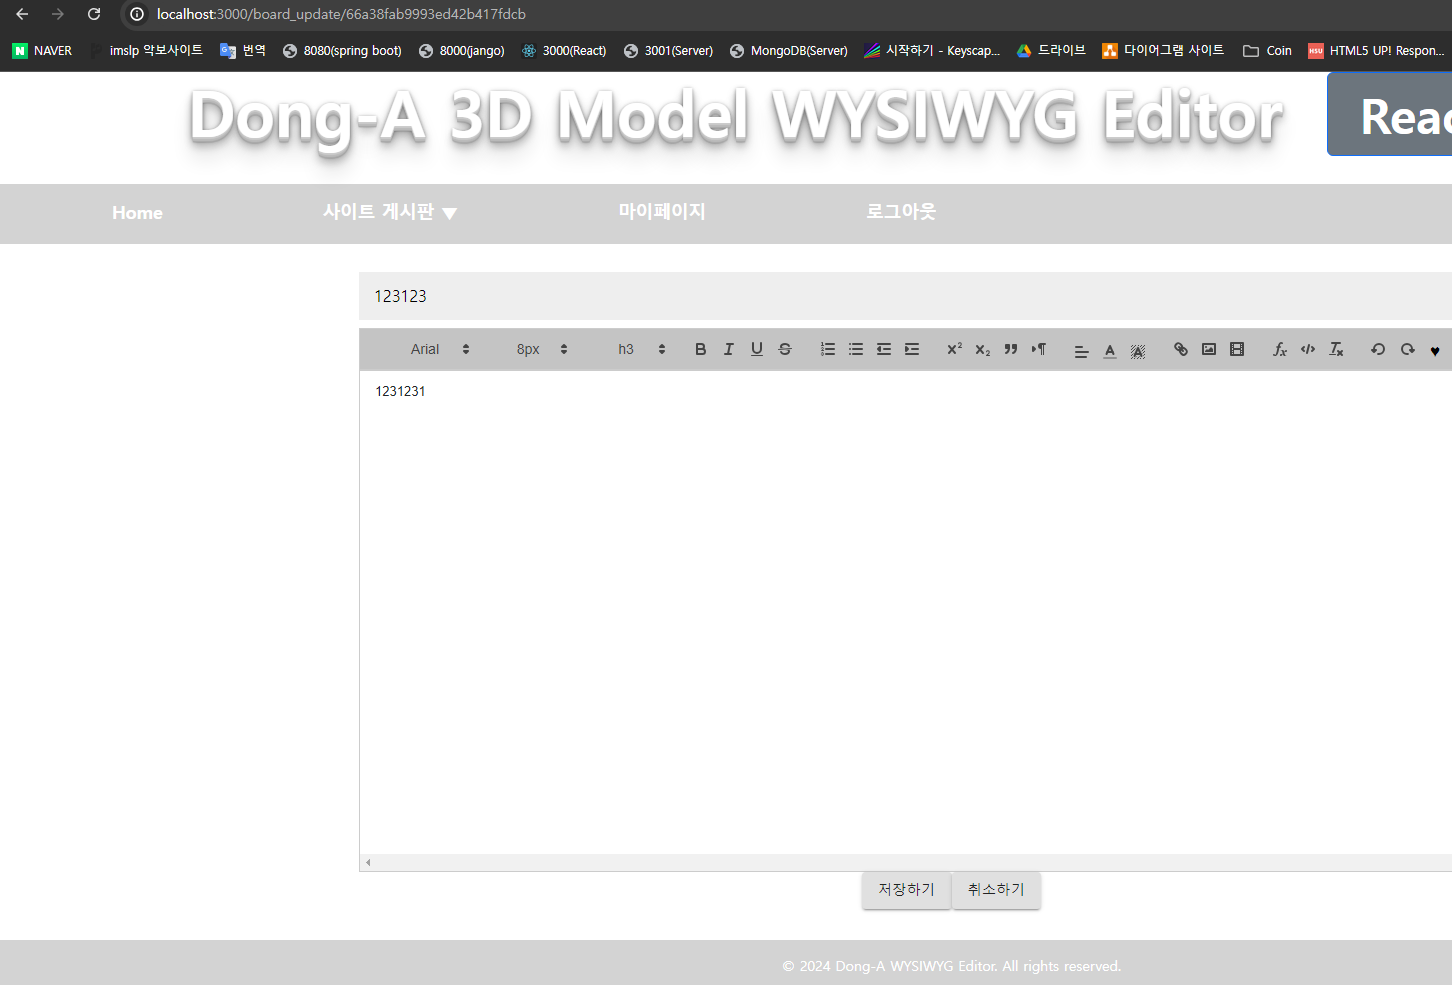 localhost:3000/board_update/66a38fab9993ed42b417fdcb
NAVER imslp 악보사이트 번역 8080(spring boot) 8000(jango) 3000(React) 3001(Server) MongoDB(Server) 시작하기 - Keyscap... 드라이브 다이어그램 사이트 Coin HSU HTML5 UP! Respon...
Dong-A 3D Model WYSIWYG Editor
Home 사이트 게시판 ▼ 마이페이지 로그아웃
123123
Arial 8px h3
1231231
저장하기 취소하기
© 2024 Dong-A WYSIWYG Editor. All rights reserved.